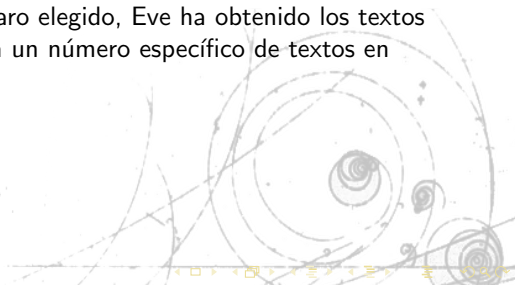 aro elegido, Eve ha obtenido los textos
un número específico de textos en